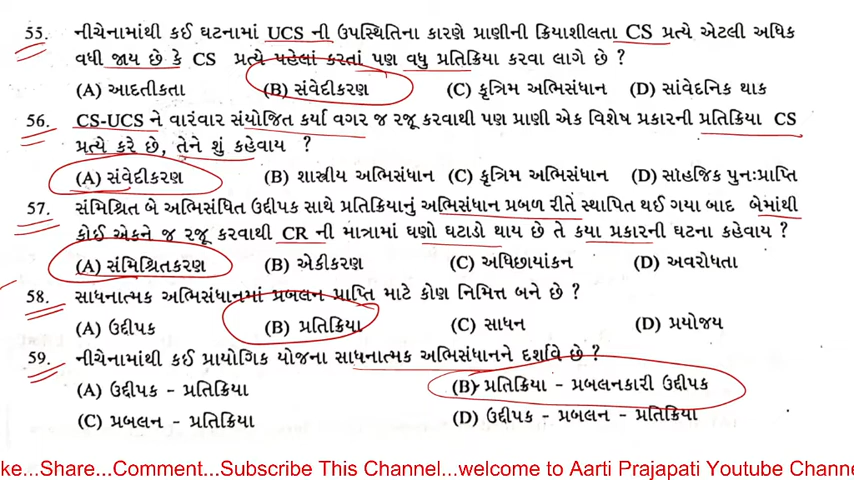 55. નીચેનામાંથી કઈ ઘટનામાં UCS ની ઉપસ્થિતિના કારણે પ્રાણીની ક્રિયાશીલતા CS પ્રત્યે એટલી અધિક
વધી જાય છે કે CS પ્રત્યે પહેલાં કરતાં પણ વધુ પ્રતિક્રિયા કરવા લાગે છે ?
(A) આદતીકતા (B) સંવેદીકરણ (C) કૃત્રિમ અભિસંધાન (D) સાંવેદનિક થાક
56. CS-UCS ને વારંવાર સંયોજિત કર્યા વગર જ રજૂ કરવાથી પણ પ્રાણી એક વિશેષ પ્રકારની પ્રતિક્રિયા CS
પ્રત્યે કરે છે, તેને શું કહેવાય ?
(A) સંવેદીકરણ (B) શાસ્ત્રીય અભિસંધાન (C) કૃત્રિમ અભિસંધાન (D) સાહજિક પુનઃપ્રાપ્તિ
57. સંમિશ્રિત બે અભિસંધિત ઉદ્દીપક સાથે પ્રતિક્રિયાનું અભિસંધાન પ્રબળ રીતે સ્થાપિત થઈ ગયા બાદ બેમાંથી
કોઈ એકને જ રજૂ કરવાથી CR ની માત્રામાં ઘણો ઘટાડો થાય છે તે કયા પ્રકારની ઘટના કહેવાય ?
(A) સંમિશ્રિતકરણ (B) એકીકરણ (C) અધિછાયાંકન (D) અવરોધતા
58. સાધનાત્મક અભિસંધાનમાં પ્રબલન પ્રાપ્તિ માટે કોણ નિમિત્ત બને છે ?
(A) ઉદ્દીપક (B) પ્રતિક્રિયા (C) સાધન (D) પ્રયોજય
59. નીચેનામાંથી કઈ પ્રાયોગિક યોજના સાધનાત્મક અભિસંધાનને દર્શાવે છે ?
(A) ઉદ્દીપક - પ્રતિક્રિયા (B) પ્રતિક્રિયા - પ્રબલનકારી ઉદ્દીપક
(C) પ્રબલન - પ્રતિક્રિયા (D) ઉદ્દીપક - પ્રબલન - પ્રતિક્રિયા
ke...Share...Comment...Subscribe This Channel...welcome to Aarti Prajapati Youtube Channe